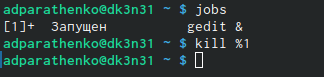 adparathenko@dk3n31 ~ $ jobs
[1]+  Запущен          gedit &
adparathenko@dk3n31 ~ $ kill %1
adparathenko@dk3n31 ~ $